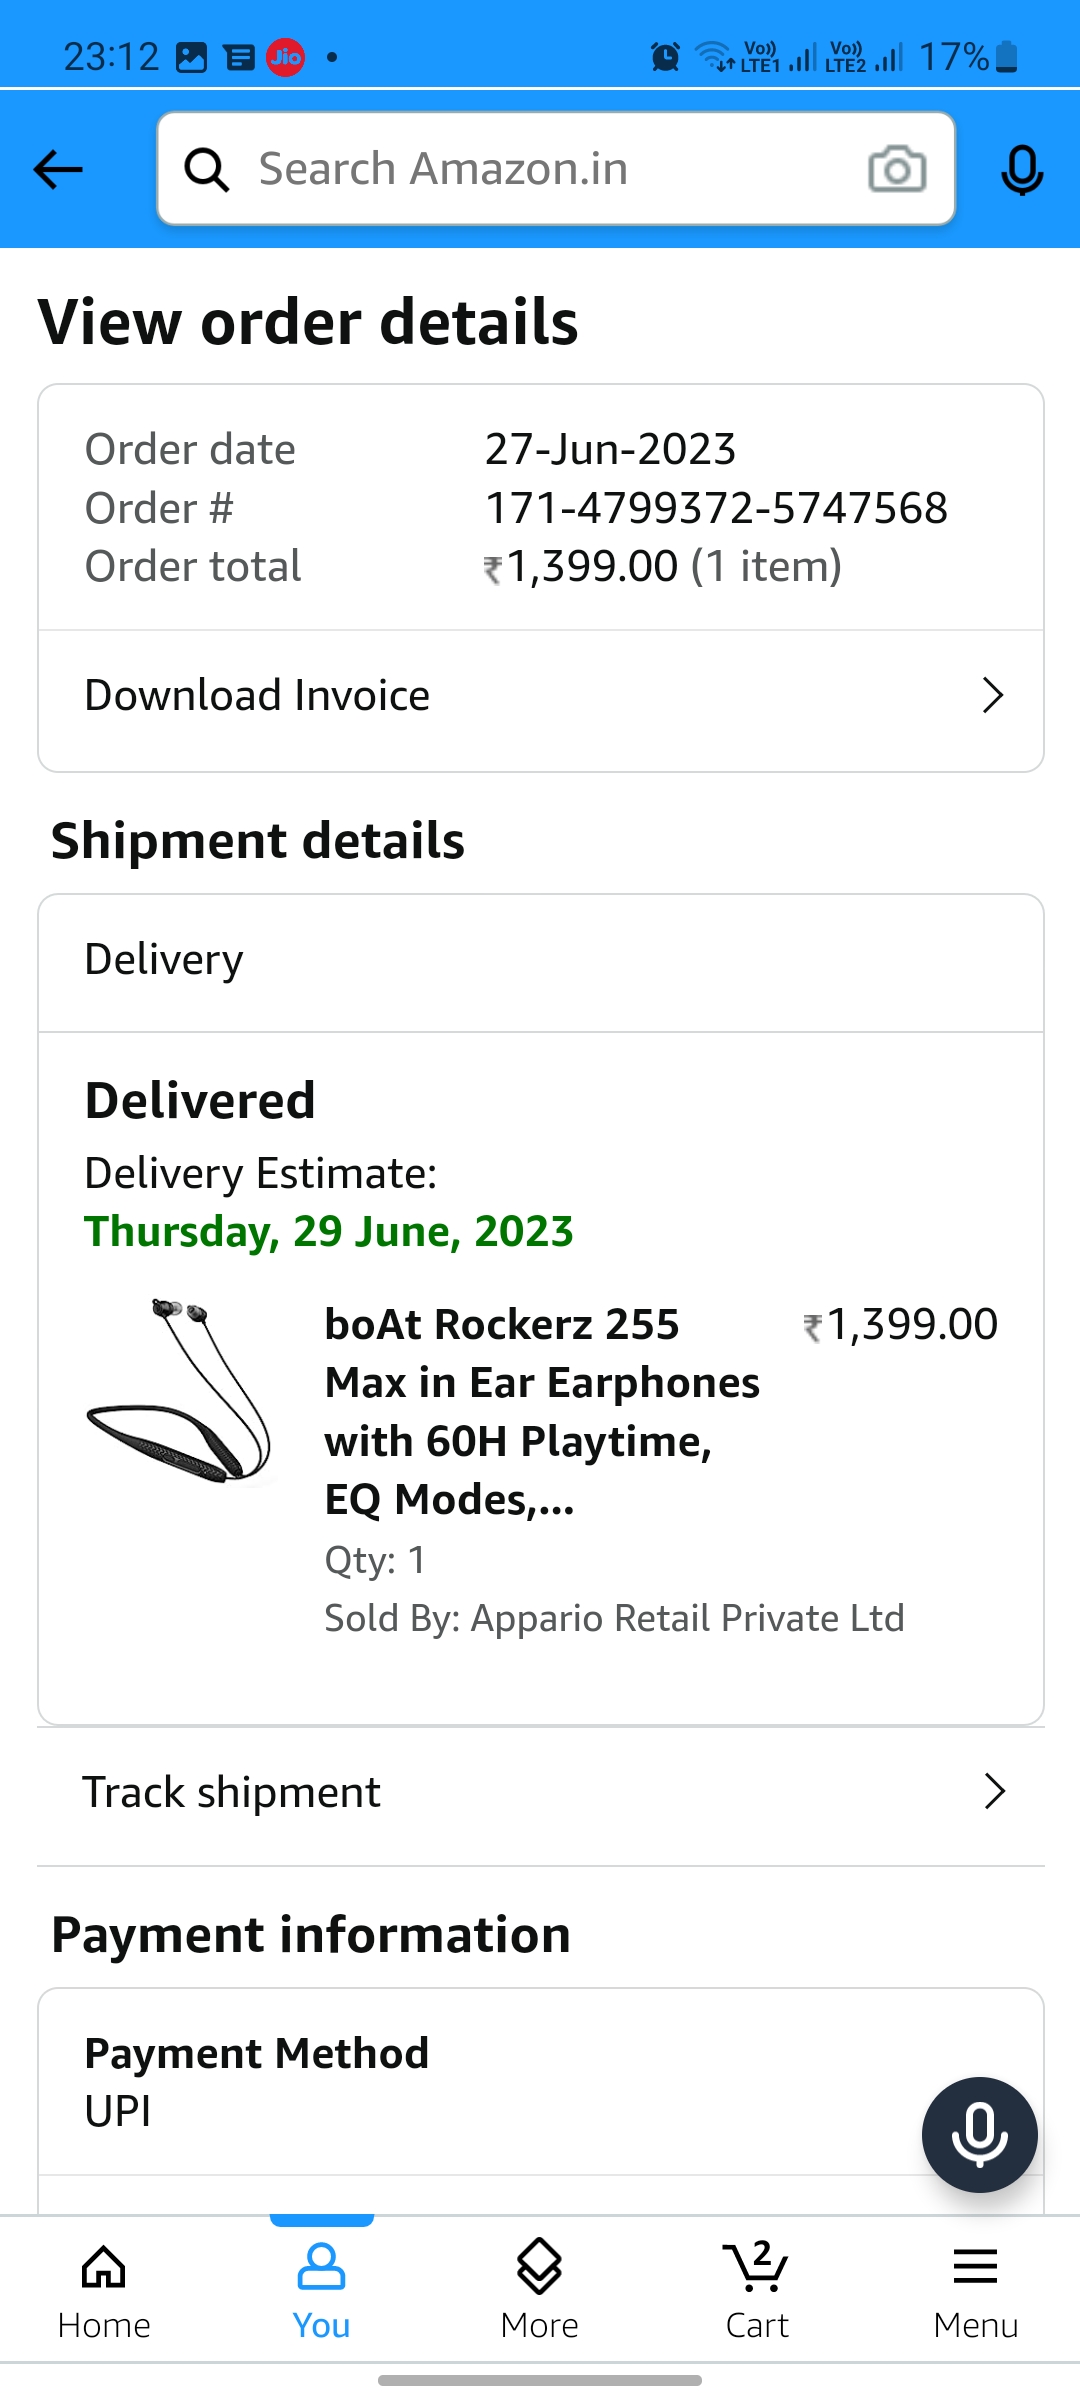 23:12 Jio Vo)) LTE1 Vo)) LTE2 17%
Search Amazon.in
View order details
Order date 27-Jun-2023
Order # 171-4799372-5747568
Order total ₹1,399.00 (1 item)
Download Invoice
Shipment details
Delivery
Delivered
Delivery Estimate:
Thursday, 29 June, 2023
boAt Rockerz 255 ₹1,399.00
Max in Ear Earphones
with 60H Playtime,
EQ Modes,...
Qty: 1
Sold By: Appario Retail Private Ltd
Track shipment
Payment information
Payment Method
UPI
2
Home You More Cart Menu